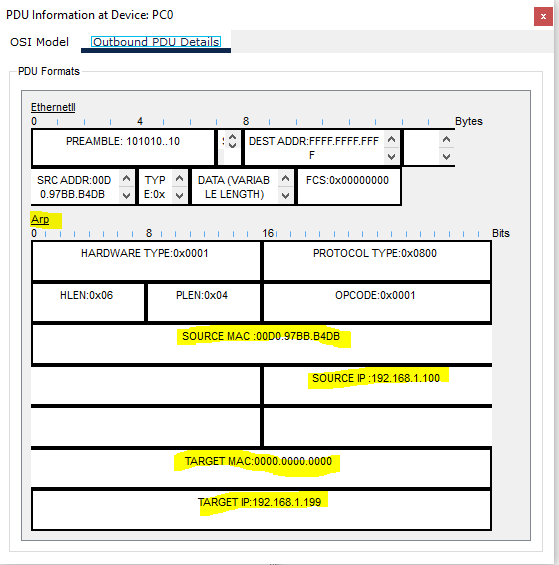 PDU Information at Device: PC0
x
OSI Model Outbound PDU Details
PDU Formats
EthernetII
0 4 8 Bytes
PREAMBLE: 101010..10 DEST ADDR:FFFF.FFFF.FFF
F
SRC ADDR:00D
0.97BB.B4DB
TYP
E:0x
DATA (VARIAB
LE LENGTH)
FCS:0x00000000
Arp
0 8 16 Bits
HARDWARE TYPE:0x0001 PROTOCOL TYPE:0x0800
HLEN:0x06 PLEN:0x04 OPCODE:0x0001
SOURCE MAC :00D0.97BB.B4DB
SOURCE IP :192.168.1.100
TARGET MAC:0000.0000.0000
TARGET IP:192.168.1.199